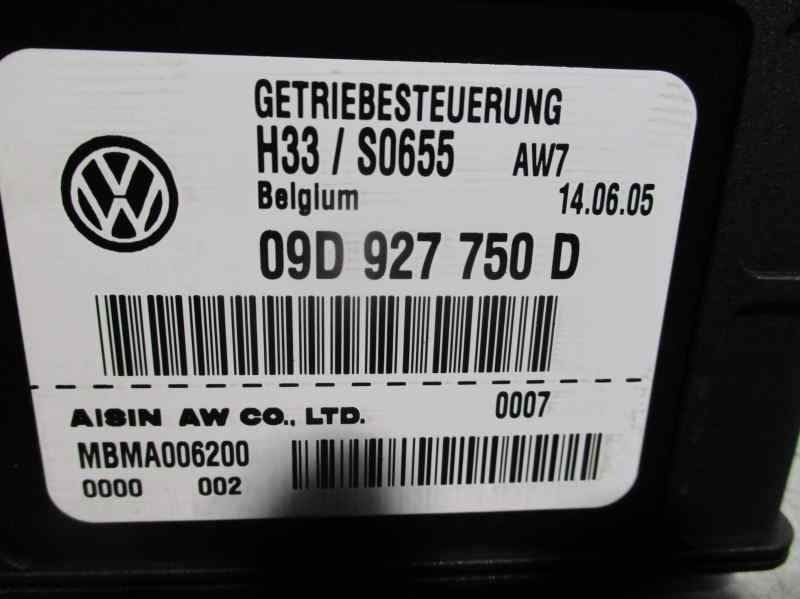 GETRIEBESTEUERUNG
H33 / S0655 AW7
Belgium 14.06.05
09D 927 750 D
AISIN AW CO., LTD. 0007
MBMA006200
0000 002